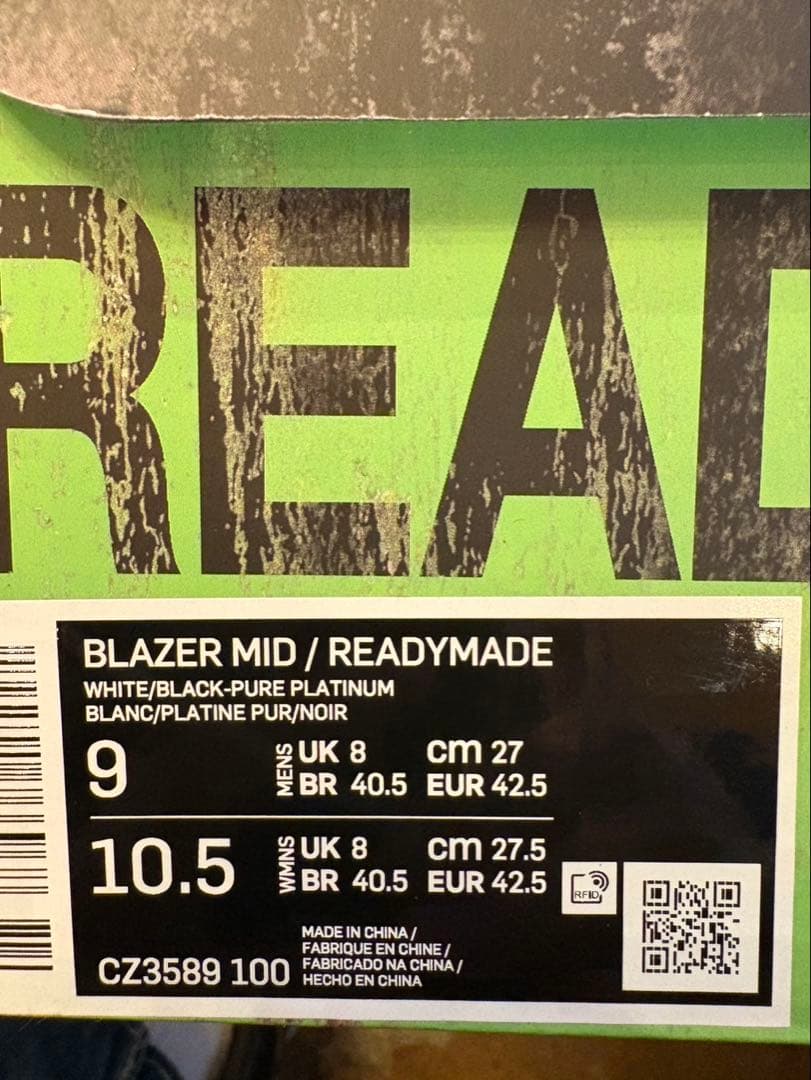 READ
BLAZER MID / READYMADE
WHITE/BLACK-PURE PLATINUM
BLANC/PLATINE PUR/NOIR
9 MENS UK 8 cm 27
BR 40.5 EUR 42.5
10.5 WMNS UK 8 cm 27.5
BR 40.5 EUR 42.5
RFID
MADE IN CHINA /
FABRIQUE EN CHINE /
CZ3589 100 FABRICADO NA CHINA /
HECHO EN CHINA